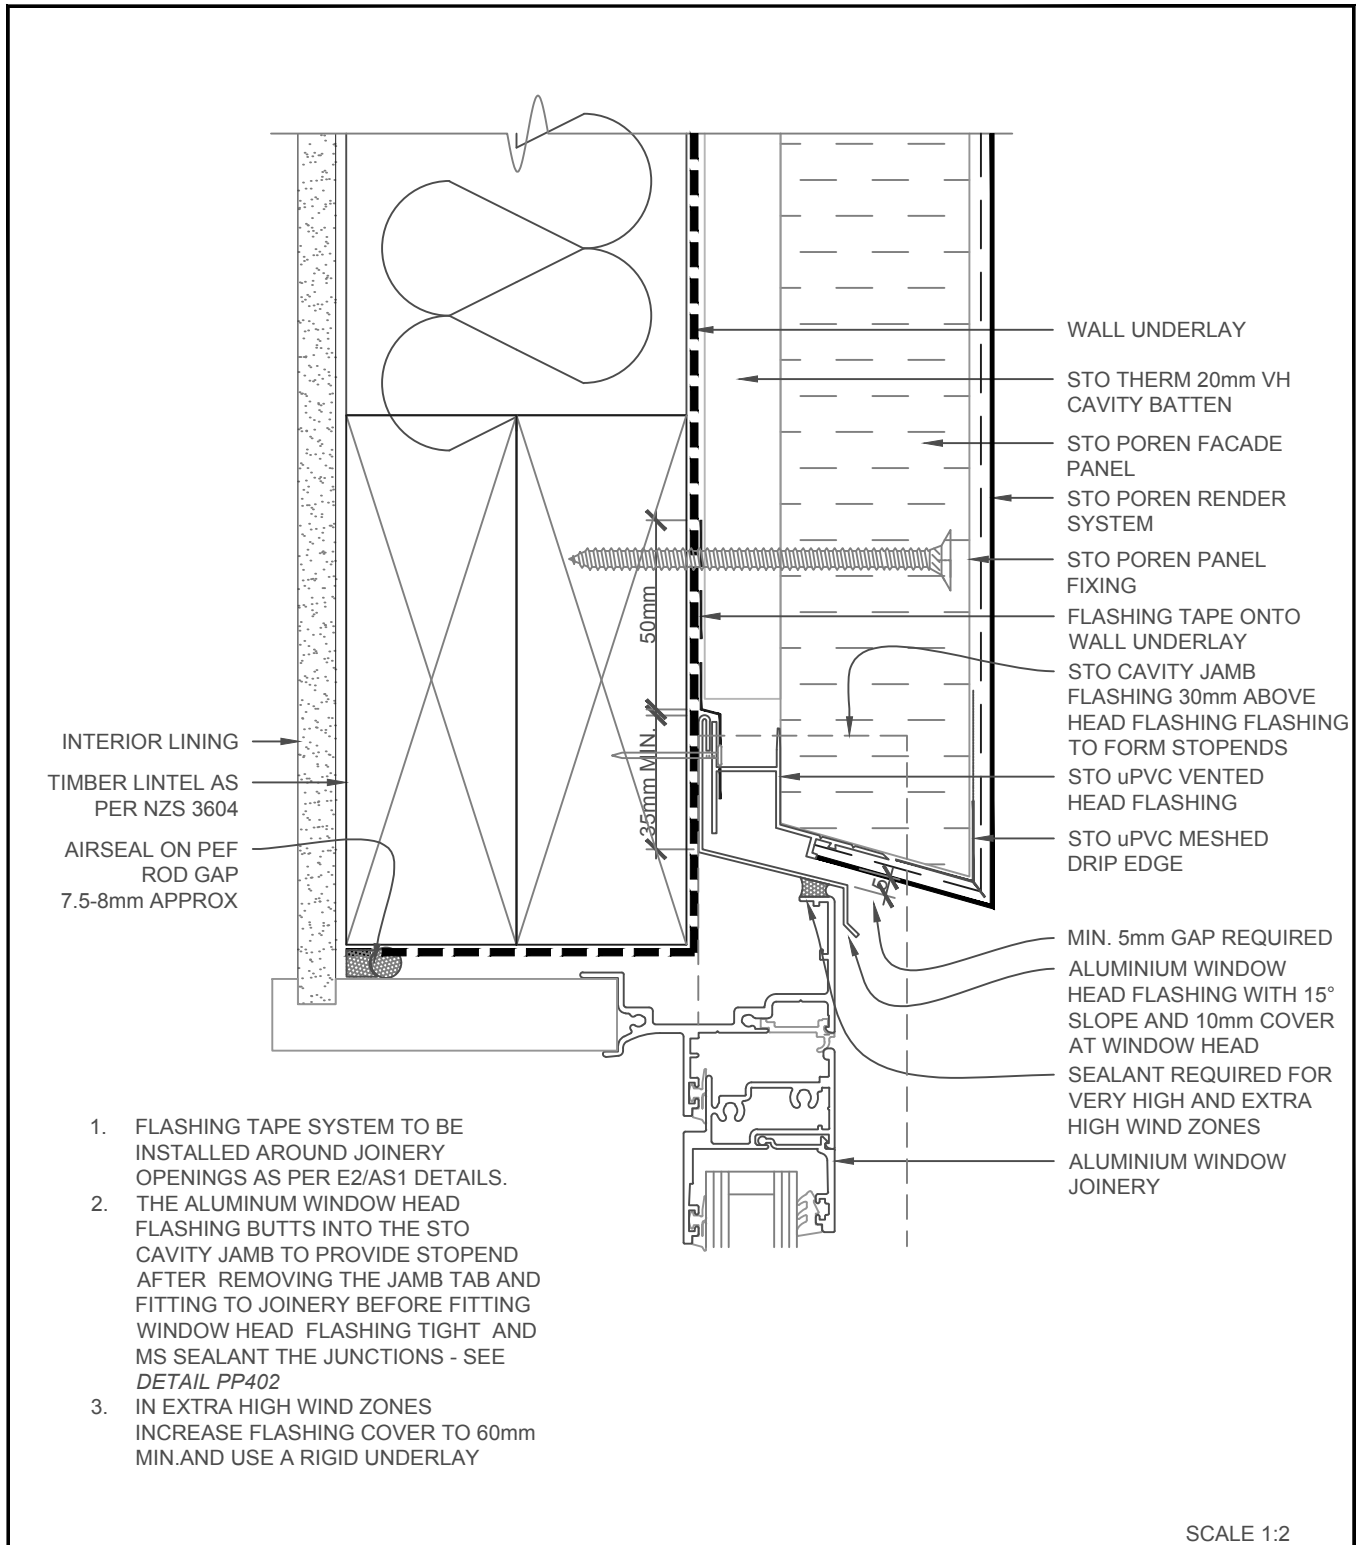 WALL UNDERLAY
STO THERM 20mm VH
CAVITY BATTEN
STO POREN FACADE
PANEL
STO POREN RENDER
SYSTEM
STO POREN PANEL
FIXING
FLASHING TAPE ONTO
WALL UNDERLAY
STO CAVITY JAMB
FLASHING 30mm ABOVE
HEAD FLASHING FLASHING
TO FORM STOPENDS
STO uPVC VENTED
HEAD FLASHING
STO uPVC MESHED
DRIP EDGE
MIN. 5mm GAP REQUIRED
ALUMINIUM WINDOW
HEAD FLASHING WITH 15°
SLOPE AND 10mm COVER
AT WINDOW HEAD
SEALANT REQUIRED FOR
VERY HIGH AND EXTRA
HIGH WIND ZONES
ALUMINIUM WINDOW
JOINERY
50mm
35mm MIN.
5
INTERIOR LINING
TIMBER LINTEL AS
PER NZS 3604
AIRSEAL ON PEF
ROD GAP
7.5-8mm APPROX
1. FLASHING TAPE SYSTEM TO BE
INSTALLED AROUND JOINERY
OPENINGS AS PER E2/AS1 DETAILS.
2. THE ALUMINUM WINDOW HEAD
FLASHING BUTTS INTO THE STO
CAVITY JAMB TO PROVIDE STOPEND
AFTER REMOVING THE JAMB TAB AND
FITTING TO JOINERY BEFORE FITTING
WINDOW HEAD FLASHING TIGHT AND
MS SEALANT THE JUNCTIONS - SEE
DETAIL PP402
3. IN EXTRA HIGH WIND ZONES
INCREASE FLASHING COVER TO 60mm
MIN.AND USE A RIGID UNDERLAY
SCALE 1:2